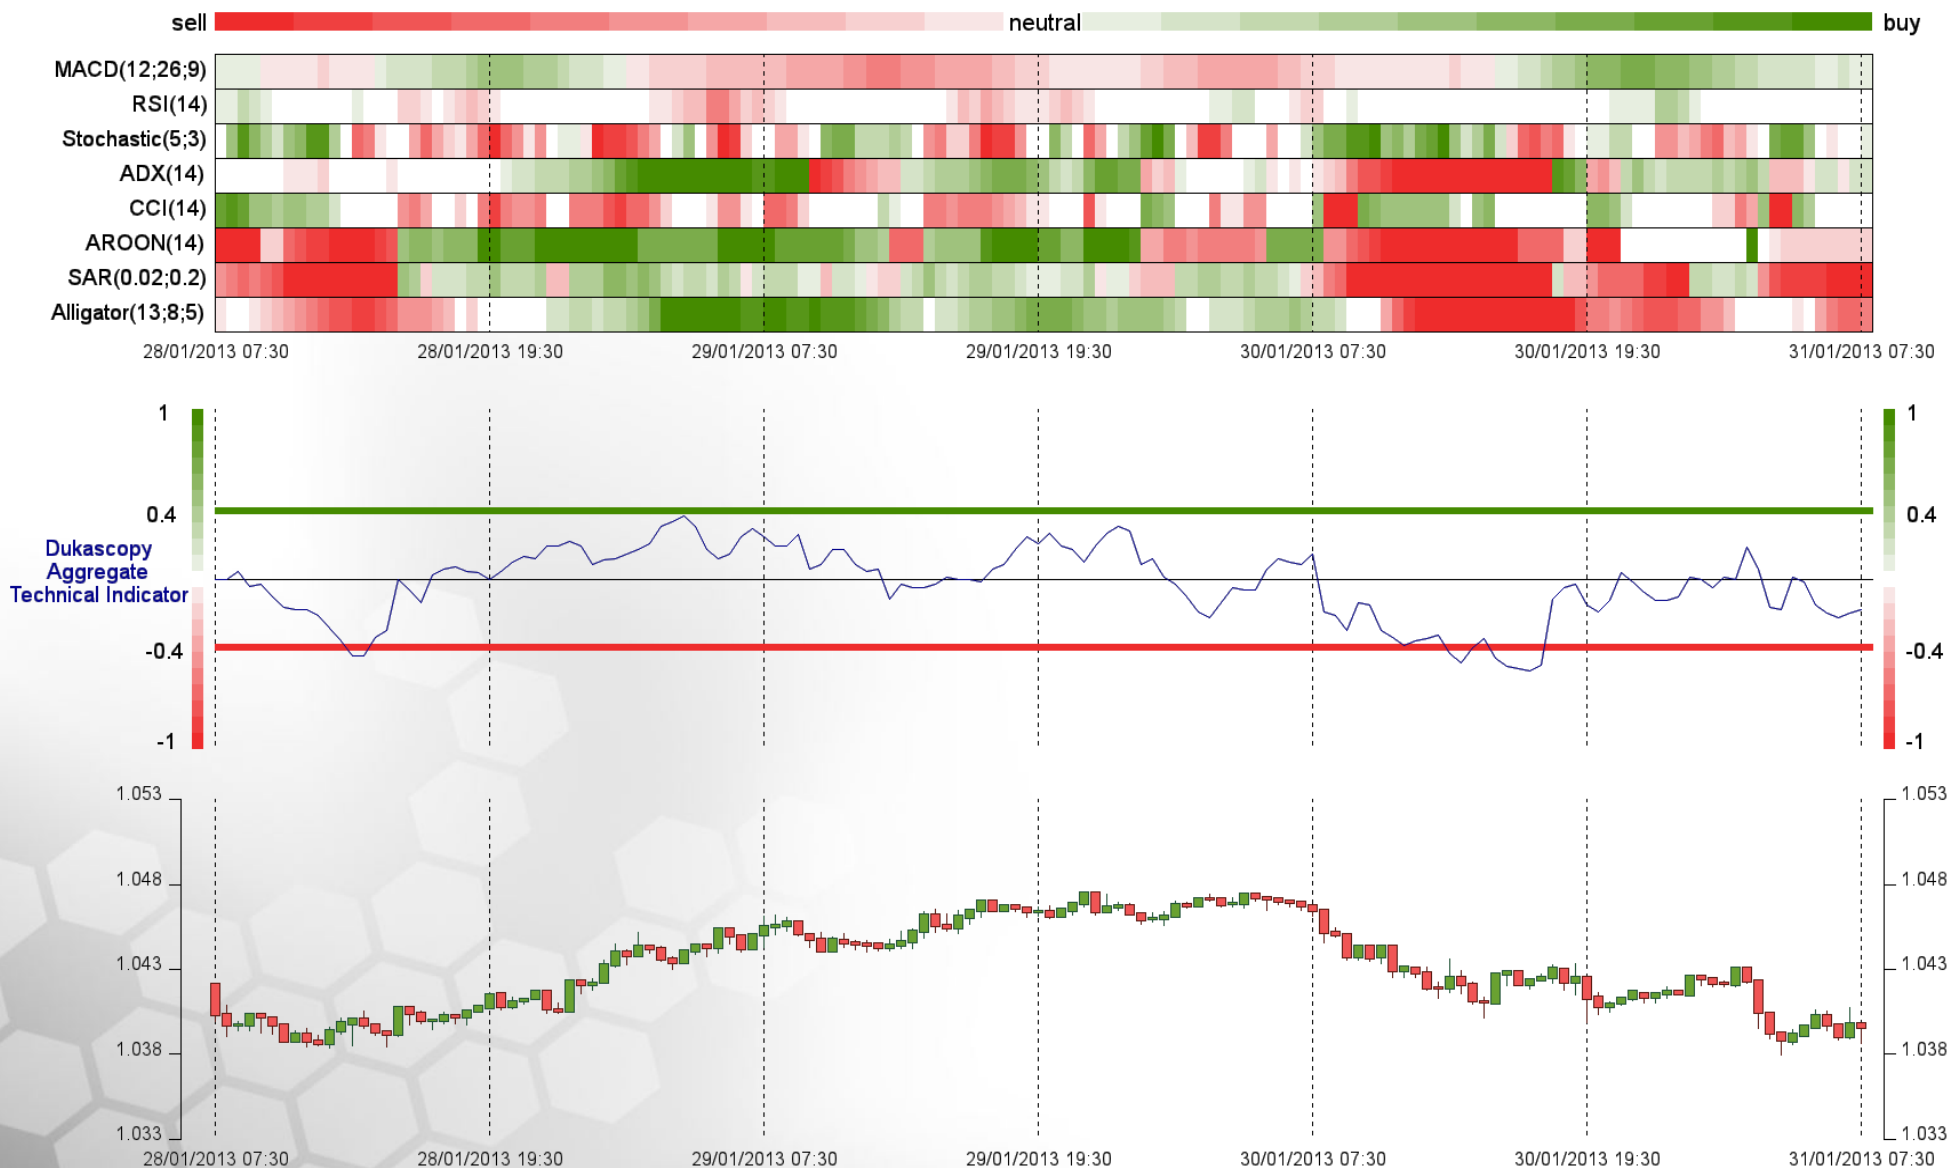 sell neutral buy
MACD(12;26;9)
RSI(14)
Stochastic(5;3)
ADX(14)
CCI(14)
AROON(14)
SAR(0.02;0.2)
Alligator(13;8;5)
28/01/2013 07:30 28/01/2013 19:30 29/01/2013 07:30 29/01/2013 19:30 30/01/2013 07:30 30/01/2013 19:30 31/01/2013 07:30
1 1
0.4 0.4
Dukascopy
Aggregate
Technical Indicator
-0.4 -0.4
-1 -1
1.053 1.053
1.048 1.048
1.043 1.043
1.038 1.038
1.033 1.033
28/01/2013 07:30 28/01/2013 19:30 29/01/2013 07:30 29/01/2013 19:30 30/01/2013 07:30 30/01/2013 19:30 31/01/2013 07:30